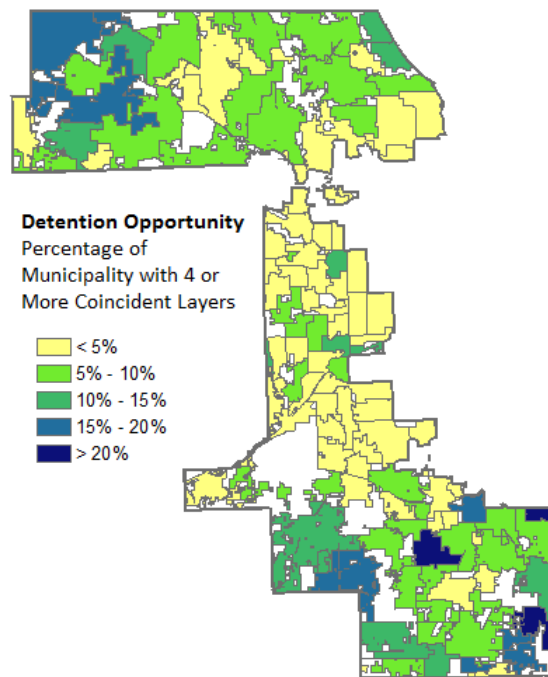 Detention Opportunity
Percentage of
Municipality with 4 or
More Coincident Layers
< 5%
5% - 10%
10% - 15%
15% - 20%
> 20%